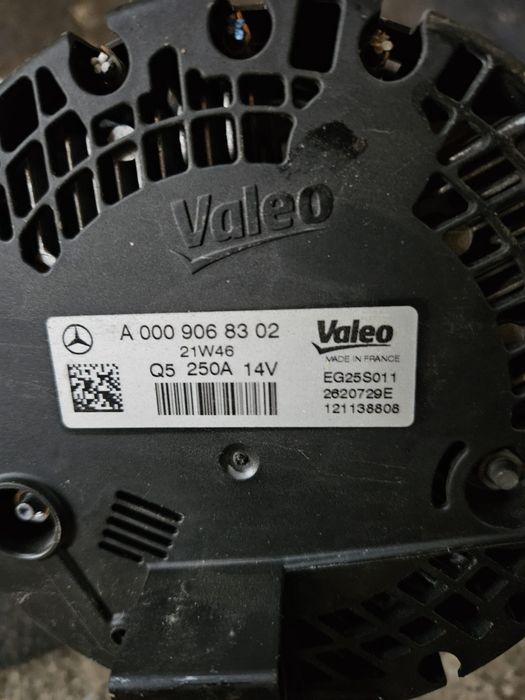 Valeo
A 000 906 83 02
21W46
Q5 250A 14V
Valeo
MADE IN FRANCE
EG25S011
2620729E
121138808